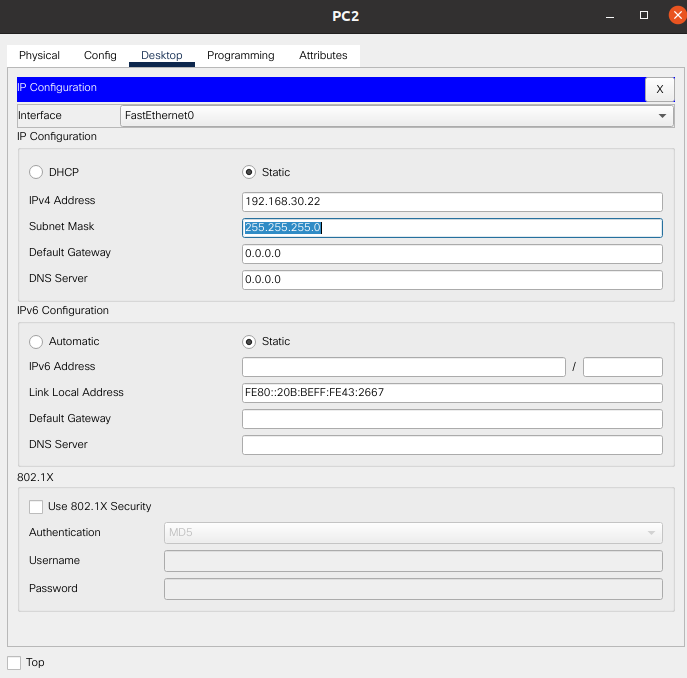 PC2
Physical Config Desktop Programming Attributes
IP Configuration X
Interface FastEthernet0
IP Configuration
DHCP Static
IPv4 Address 192.168.30.22
Subnet Mask 255.255.255.0
Default Gateway 0.0.0.0
DNS Server 0.0.0.0
IPv6 Configuration
Automatic Static
IPv6 Address /
Link Local Address FE80::20B:BEFF:FE43:2667
Default Gateway
DNS Server
802.1X
Use 802.1X Security
Authentication MD5
Username
Password
Top